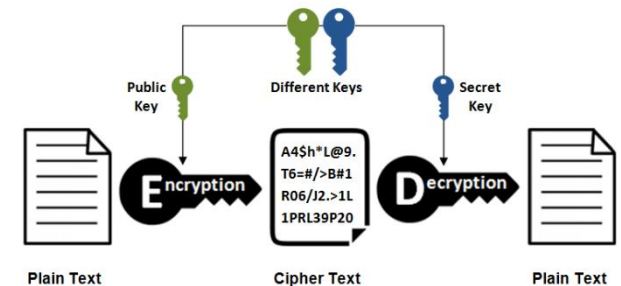 Public
Key
Different Keys
Secret
Key
Encryption
A4$h*L@9.
T6=#/>B#1
R06/J2.>1L
1PRL39P20
Decryption
Plain Text
Cipher Text
Plain Text